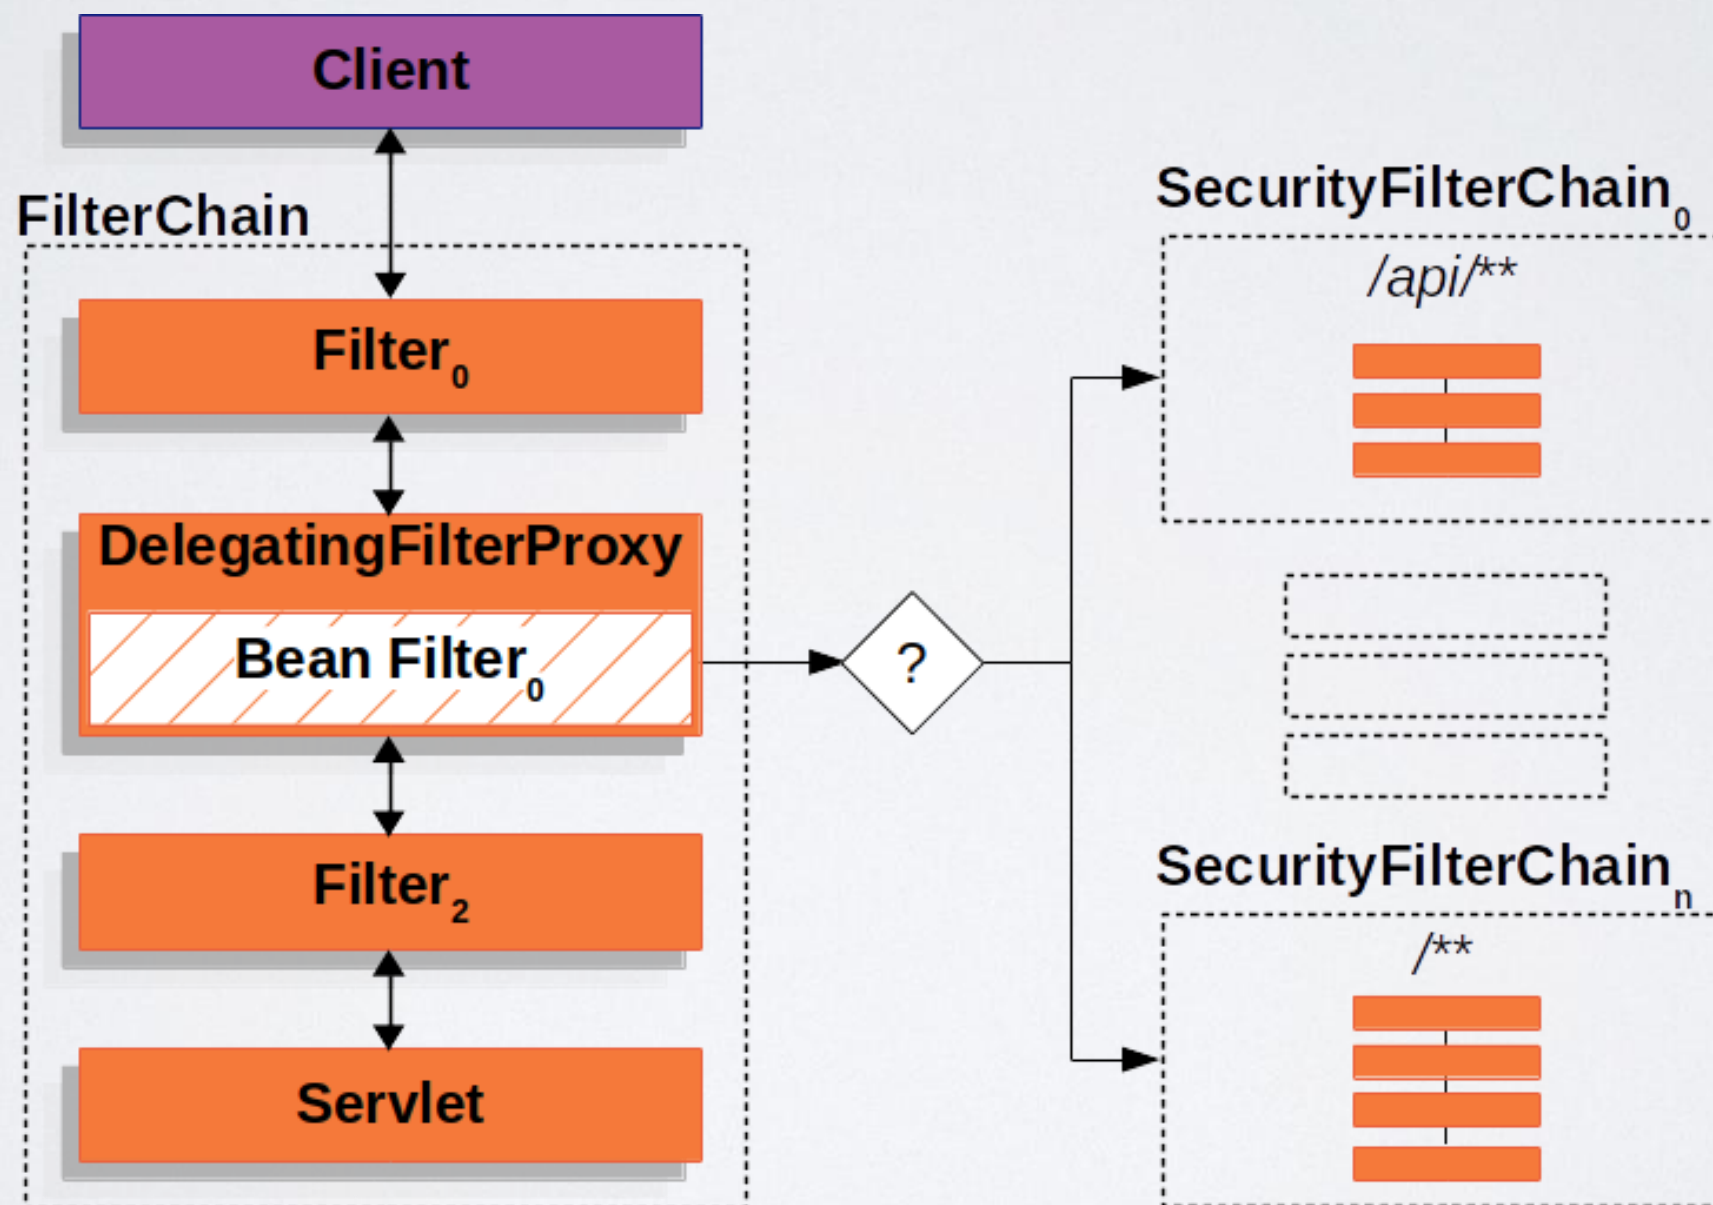 Client
FilterChain
Filter0
DelegatingFilterProxy
Bean Filter0
Filter2
Servlet
?
SecurityFilterChain0
/api/**
SecurityFilterChainn
/**